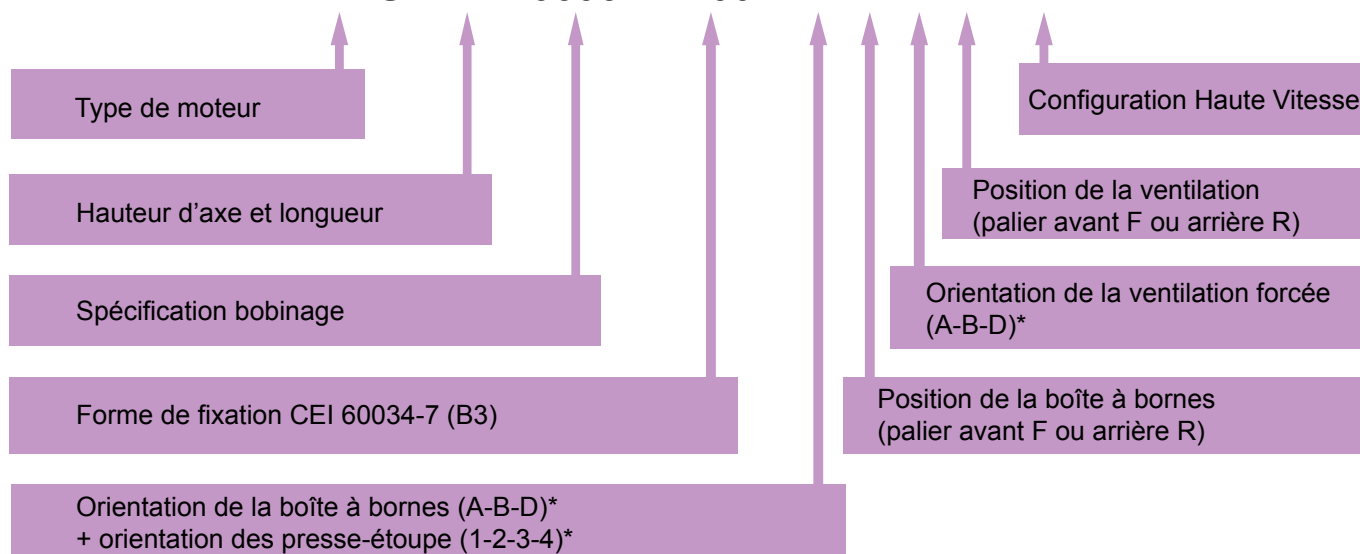 Type de moteur
Configuration Haute Vitesse
Hauteur d’axe et longueur
Position de la ventilation
(palier avant F ou arrière R)
Spécification bobinage
Orientation de la ventilation forcée
(A-B-D)*
Forme de fixation CEI 60034-7 (B3)
Position de la boîte à bornes
(palier avant F ou arrière R)
Orientation de la boîte à bornes (A-B-D)*
+ orientation des presse-étoupe (1-2-3-4)*